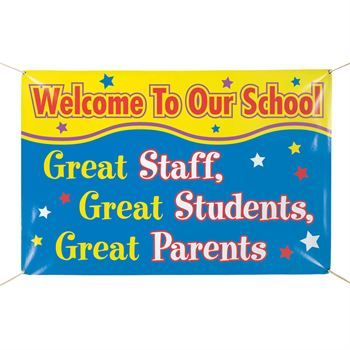 Welcome To Our School
Great Staff,
Great Students,
Great Parents